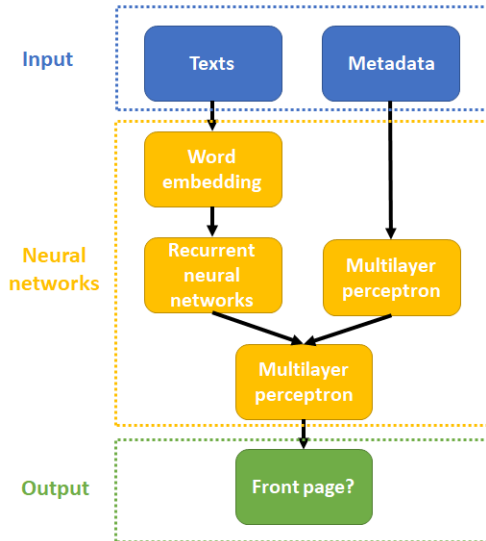 Input
Texts
Metadata
Word
embedding
Neural
networks
Recurrent
neural
networks
Multilayer
perceptron
Multilayer
perceptron
Output
Front page?